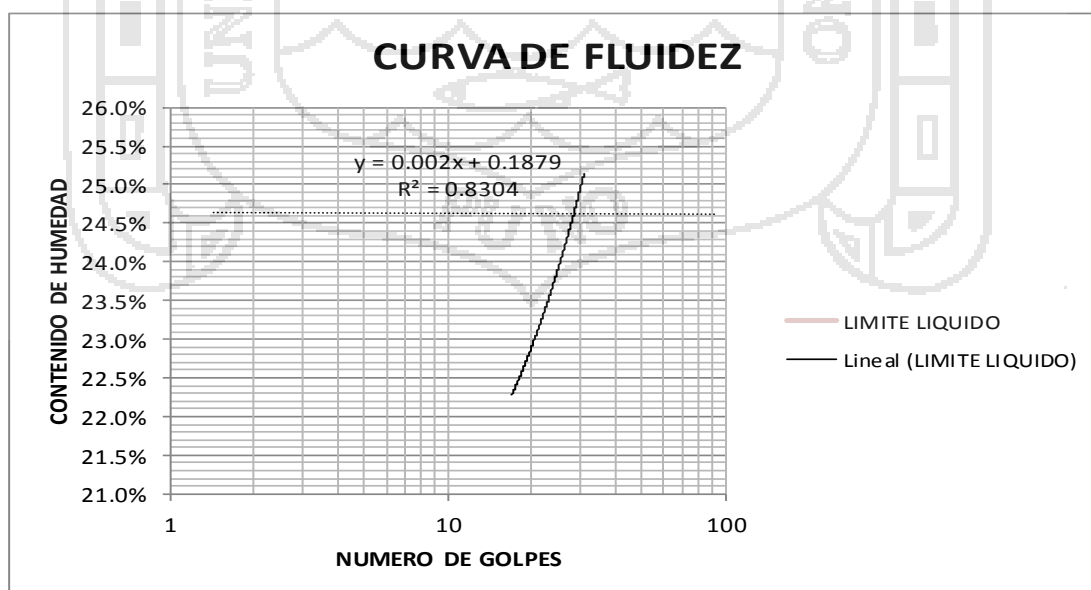 CURVA DE FLUIDEZ
26.0%
25.5%
25.0%
24.5%
24.0%
23.5%
23.0%
22.5%
22.0%
21.5%
21.0%
CONTENIDO DE HUMEDAD
y = 0.002x + 0.1879
R² = 0.8304
1
10
100
NUMERO DE GOLPES
LIMITE LIQUIDO
Lineal (LIMITE LIQUIDO)